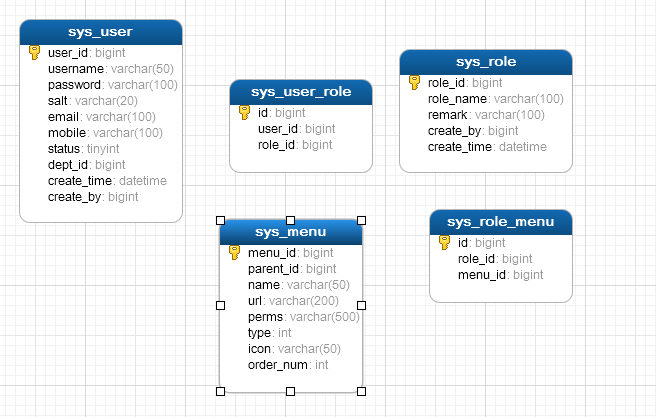 sys_user
user_id: bigint
username: varchar(50)
password: varchar(100)
salt: varchar(20)
email: varchar(100)
mobile: varchar(100)
status: tinyint
dept_id: bigint
create_time: datetime
create_by: bigint
sys_user_role
id: bigint
user_id: bigint
role_id: bigint
sys_role
role_id: bigint
role_name: varchar(100)
remark: varchar(100)
create_by: bigint
create_time: datetime
sys_menu
menu_id: bigint
parent_id: bigint
name: varchar(50)
url: varchar(200)
perms: varchar(500)
type: int
icon: varchar(50)
order_num: int
sys_role_menu
id: bigint
role_id: bigint
menu_id: bigint